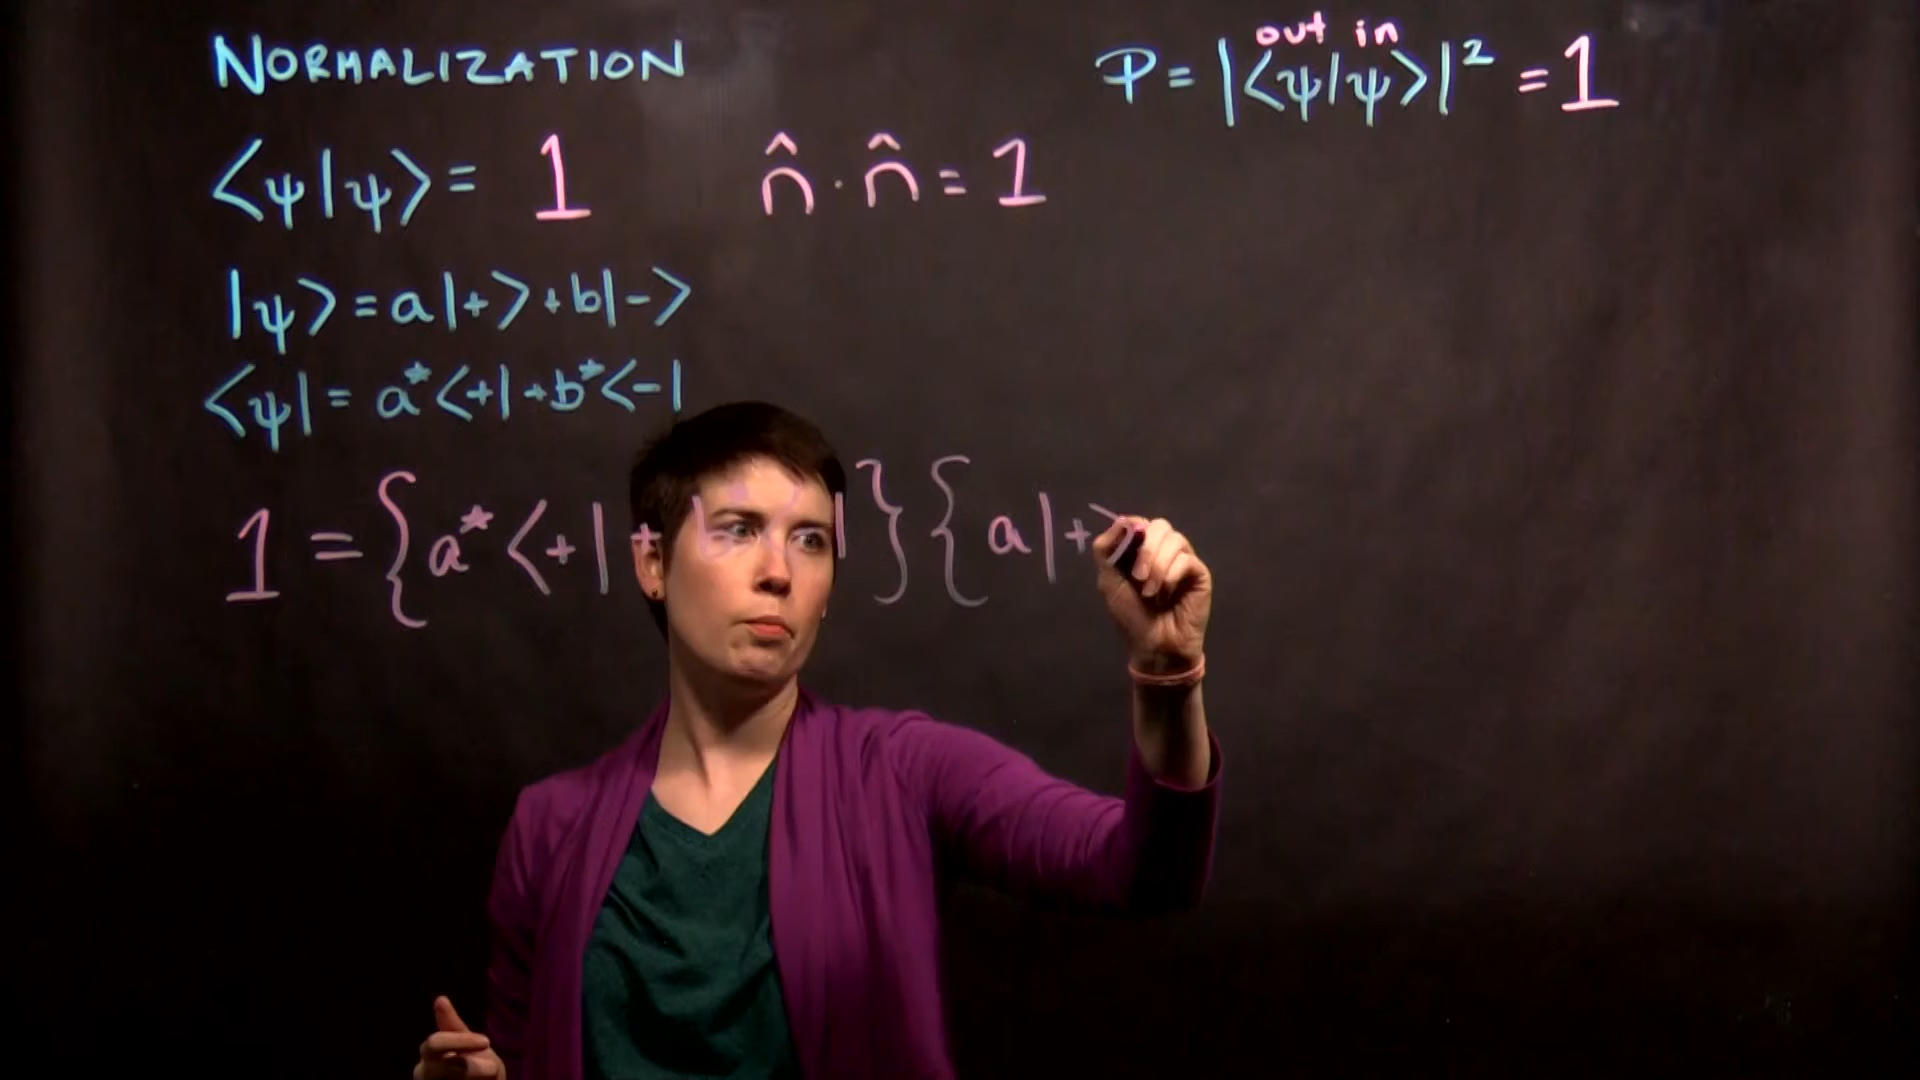 NORMALIZATION
out in
P = |<ψ|ψ>|² = 1
<ψ|ψ> = 1
n̂ · n̂ = 1
|ψ> = a|+> + b|->
<ψ| = a*<+| + b*<-|
1 = {a*<+| + |}{a|+>